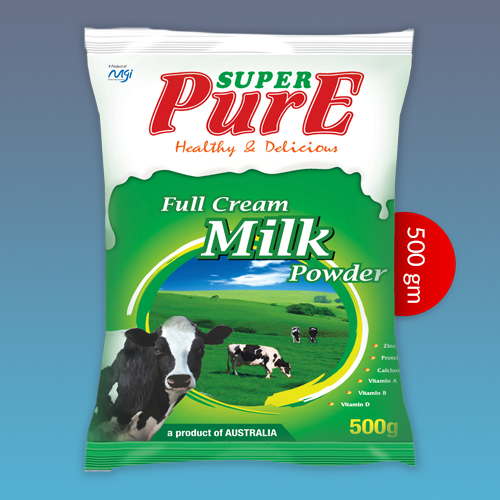 mgi
SUPER
PurE
Healthy & Delicious
Full Cream
Milk
Powder
500 gm
Zinc
Protei
Calcium
Vitamin A
Vitamin B
Vitamin D
a product of AUSTRALIA
500g